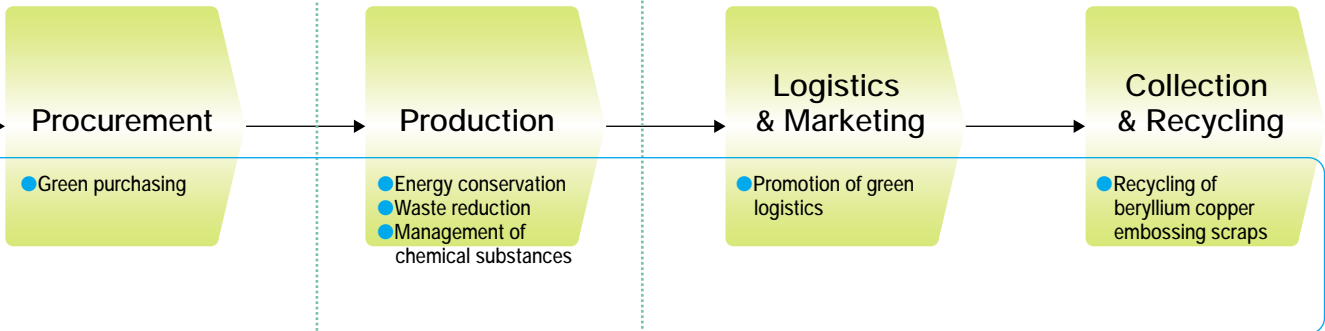 Procurement
●Green purchasing
Production
●Energy conservation
●Waste reduction
●Management of
chemical substances
Logistics
& Marketing
●Promotion of green
logistics
Collection
& Recycling
●Recycling of
beryllium copper
embossing scraps